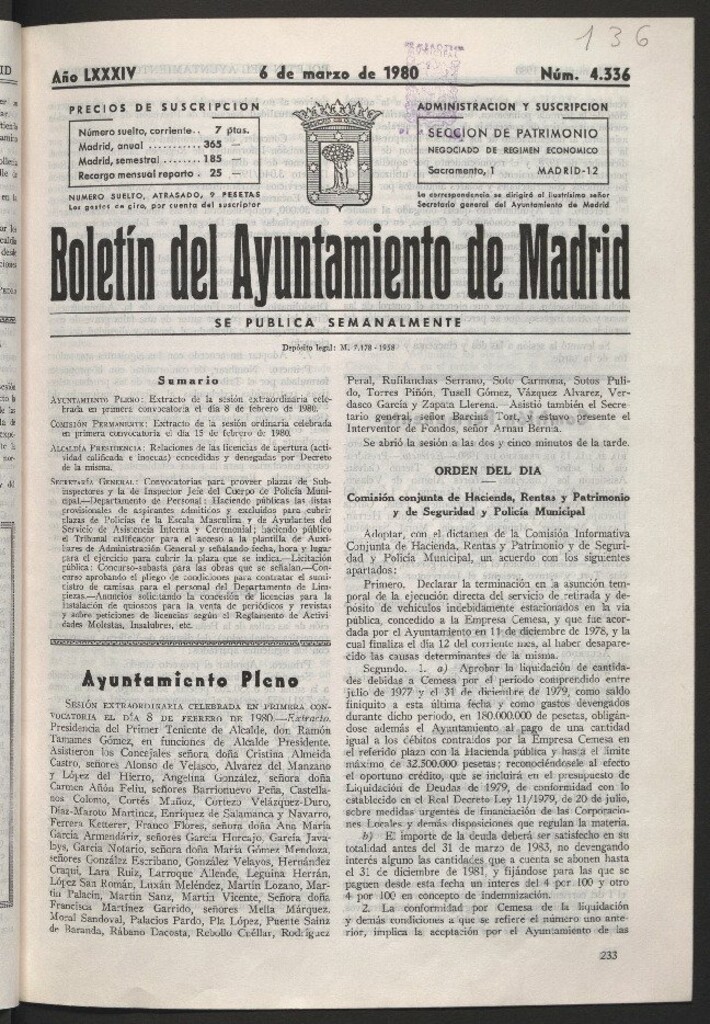 136
Año LXXXIV
6 de marzo de 1980
Núm. 4.336
PRECIOS DE SUSCRIPCION
Número suelto, corriente.. 7 ptas.
Madrid, anual ........... 365 —
Madrid, semestral ......... 185 —
Recargo mensual reparto . 25 —
NUMERO SUELTO, ATRASADO, 9 PESETAS
Los gastos de giro, por cuenta del suscriptor
ADMINISTRACION Y SUSCRIPCION
SECCION DE PATRIMONIO
NEGOCIADO DE REGIMEN ECONOMICO
Sacramento, 1 MADRID-12
La correspondencia se dirigirá al ilustrísimo señor
Secretario general del Ayuntamiento de Madrid
Boletín del Ayuntamiento de Madrid
SE PUBLICA SEMANALMENTE
Depósito legal: M. 7.178 - 1958
Sumario
AYUNTAMIENTO PLENO: Extracto de la sesión extraordinaria cele-
brada en primera convocatoria el día 8 de febrero de 1980.
COMISIÓN PERMANENTE: Extracto de la sesión ordinaria celebrada
en primera convocatoria el día 15 de febrero de 1980.
ALCALDÍA PRESIDENCIA: Relaciones de las licencias de apertura (acti-
vidad calificada e inocuas) concedidas y denegadas por Decreto
de la misma.
SECRETARÍA GENERAL: Convocatorias para proveer plazas de Sub-
inspectores y la de Inspector Jefe del Cuerpo de Policía Muni-
cipal.—Departamento de Personal: Haciendo públicas las listas
provisionales de aspirantes admitidos y excluidos para cubrir
plazas de Policías de la Escala Masculina y de Ayudantes del
Servicio de Asistencia Interna y Ceremonial; haciendo público
el Tribunal calificador para el acceso a la plantilla de Auxi-
liares de Administración General y señalando fecha, hora y lugar
para el ejercicio para cubrir la plaza que se indica.—Licitación
pública: Concurso-subasta para las obras que se señalan.—Con-
curso aprobando el pliego de condiciones para contratar el sumi-
nistro de camisas para el personal del Departamento de Lim-
piezas.—Anuncios solicitando la concesión de licencias para la
instalación de quioscos para la venta de periódicos y revistas
y sobre peticiones de licencias según el Reglamento de Activi-
dades Molestas, Insalubres, etc.
Ayuntamiento Pleno
SESIÓN EXTRAORDINARIA CELEBRADA EN PRIMERA CON-
VOCATORIA EL DÍA 8 DE FEBRERO DE 1980.—Extracto.
Presidencia del Primer Teniente de Alcalde, don Ramón
Tamames Gómez, en funciones de Alcalde Presidente.
Asistieron los Concejales señora doña Cristina Almeida
Castro, señores Alonso de Velasco, Alvarez del Manzano
y López del Hierro, Angelina González, señora doña
Carmen Añón Feliu, señores Barrionuevo Peña, Castella-
nos Colomo, Cortés Muñoz, Cortezo Velázquez-Duro,
Díaz-Maroto Martínez, Enríquez de Salamanca y Navarro,
Ferrera Ketterer, Franco Flores, señora doña Ana María
García Armendáriz, señores García Horcajo, García Java-
loys, García Notario, señora doña María Gómez Mendoza,
señores González Escribano, González Velayos, Hernández
Craqui, Lara Ruiz, Larroque Allende, Leguina Herrán,
López San Román, Luxán Meléndez, Martín Lozano, Mar-
tín Palacín, Martín Sanz, Martín Vicente, Señora doña
Francisca Martínez Garrido, señores Mella Márquez,
Moral Sandoval, Palacios Pardo, Pla López, Puente Sainz
de Baranda, Rábano Dacosta, Rebollo Cuéllar, Rodríguez
Peral, Rufilanchas Serrano, Soto Carmona, Sotos Puli-
do, Torres Piñón, Tusell Gómez, Vázquez Alvarez, Ver-
dasco García y Zapata Llerena. Asistió también el Secre-
tario general, señor Barcina Tort, y estuvo presente el
Interventor de Fondos, señor Arnau Bernia.
Se abrió la sesión a las dos y cinco minutos de la tarde.
ORDEN DEL DIA
Comisión conjunta de Hacienda, Rentas y Patrimonio
y de Seguridad y Policía Municipal
Adoptar, con el dictamen de la Comisión Informativa
Conjunta de Hacienda, Rentas y Patrimonio y de Seguri-
dad y Policía Municipal, un acuerdo con los siguientes
apartados:
Primero. Declarar la terminación en la asunción tem-
poral de la ejecución directa del servicio de retirada y de-
pósito de vehículos indebidamente estacionados en la vía
pública, concedido a la Empresa Cemesa, y que fue acor-
dada por el Ayuntamiento en 11 de diciembre de 1978, y la
cual finaliza el día 12 del corriente mes, al haber desapare-
cido las causas determinantes de la misma.
Segundo. 1. a) Aprobar la liquidación de cantida-
des debidas a Cemesa por el período comprendido entre
julio de 1977 y el 31 de diciembre de 1979, como saldo
finiquito a esta última fecha y como gastos devengados
durante dicho período, en 180.000.000 de pesetas, obligán-
dose además el Ayuntamiento al pago de una cantidad
igual a los débitos contraídos por la Empresa Cemesa en
el referido plazo con la Hacienda pública y hasta el límite
máximo de 32.500.000 pesetas; reconociéndosele al efecto
el oportuno crédito, que se incluirá en el presupuesto de
Liquidación de Deudas de 1979, de conformidad con lo
establecido en el Real Decreto Ley 11/1979, de 20 de julio,
sobre medidas urgentes de financiación de las Corporacio-
nes Locales y demás disposiciones que regulan la materia.
b) El importe de la deuda deberá ser satisfecho en su
totalidad antes del 31 de marzo de 1983, no devengando
interés alguno las cantidades que a cuenta se abonen hasta
el 31 de diciembre de 1981, y fijándose para las que se
paguen desde esta fecha un interés del 4 por 100 y otro
4 por 100 en concepto de indemnización.
2. La conformidad por Cemesa de la liquidación
y demás condiciones a que se refiere el número uno ante-
rior, implica la aceptación por el Ayuntamiento de las
233